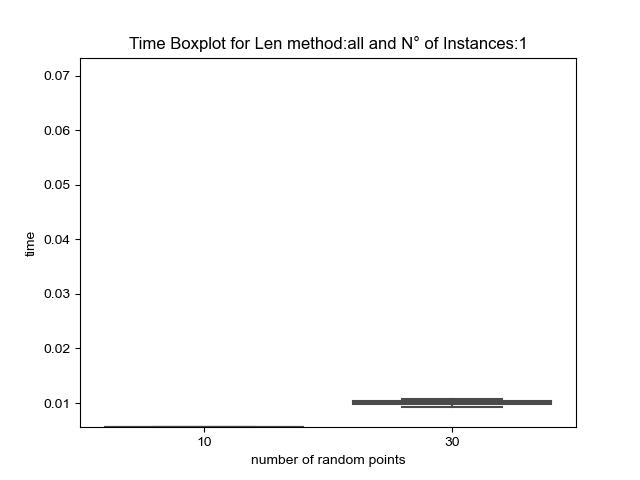 Time Boxplot for Len method:all and N° of Instances:1
0.07
0.06
0.05
0.04
0.03
0.02
0.01
time
10 30
number of random points